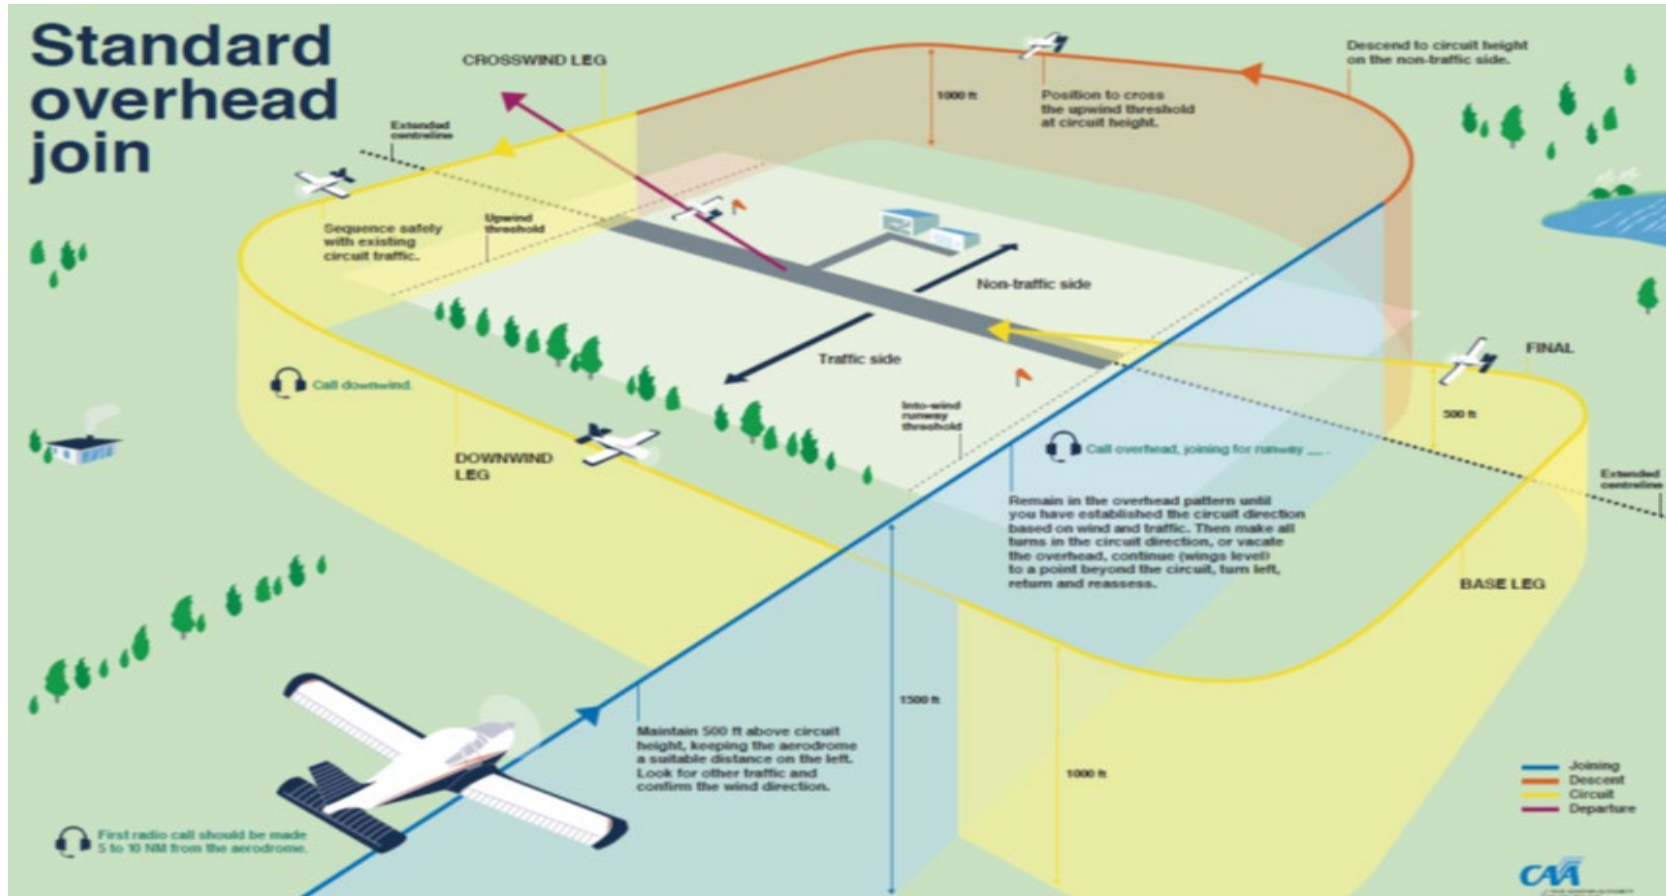 Standard
overhead
join
CROSSWIND LEG
Extended
centreline
Sequence safely
with existing
circuit traffic.
Upwind
threshold
1000 ft
Position to cross
the upwind threshold
at circuit height.
Descend to circuit height
on the non-traffic side.
Non-traffic side
Traffic side
Call downwind.
DOWNWIND
LEG
Into-wind
runway
threshold
Call overhead, joining for runway __ .
FINAL
500 ft
Extended
centreline
Remain in the overhead pattern until
you have established the circuit direction
based on wind and traffic. Then make all
turns in the circuit direction, or vacate
the overhead, continue (wings level)
to a point beyond the circuit, turn left,
return and reassess.
BASE LEG
1500 ft
Maintain 500 ft above circuit
height, keeping the aerodrome
a suitable distance on the left.
Look for other traffic and
confirm the wind direction.
1000 ft
First radio call should be made
5 to 10 NM from the aerodrome.
Joining
Descent
Circuit
Departure
CAA